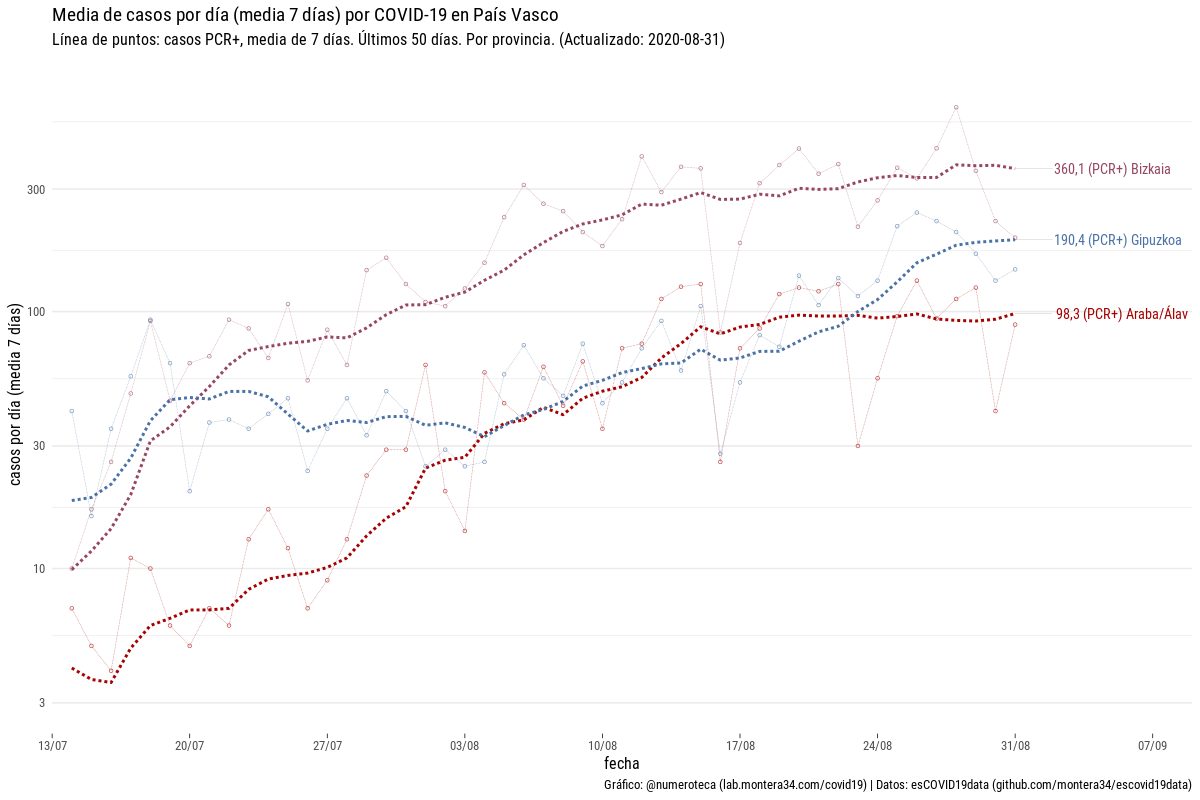 Media de casos por día (media 7 días) por COVID-19 en País Vasco
Línea de puntos: casos PCR+, media de 7 días. Últimos 50 días. Por provincia. (Actualizado: 2020-08-31)
casos por día (media 7 días)
300
100
30
10
3
360,1 (PCR+) Bizkaia
190,4 (PCR+) Gipuzkoa
98,3 (PCR+) Araba/Álav
13/07
20/07
27/07
03/08
10/08
17/08
24/08
31/08
07/09
fecha
Gráfico: @numeroteca (lab.montera34.com/covid19) | Datos: esCOVID19data (github.com/montera34/escovid19data)